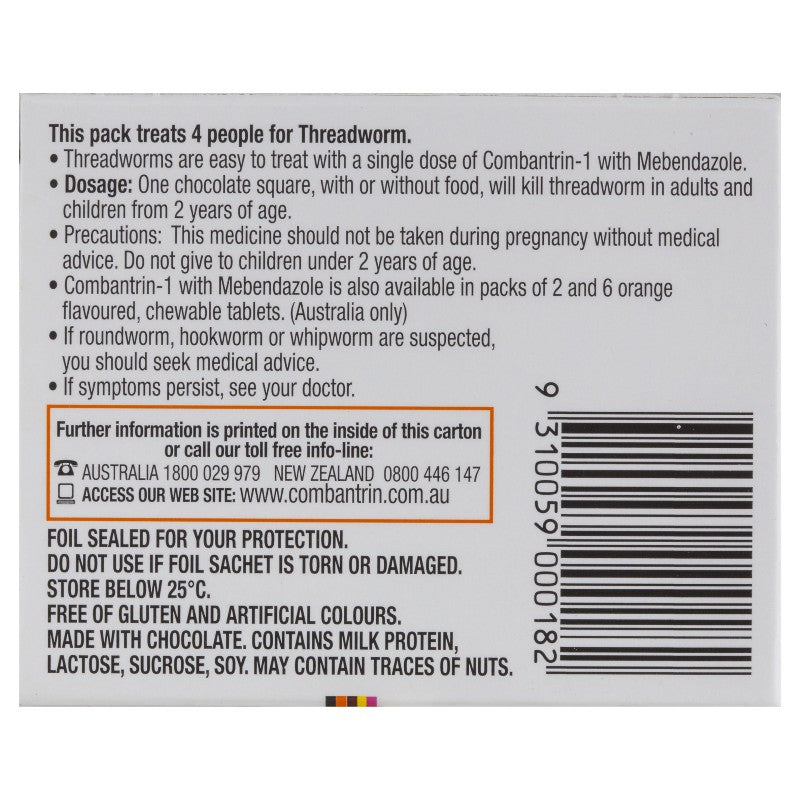 This pack treats 4 people for Threadworm.
• Threadworms are easy to treat with a single dose of Combantrin-1 with Mebendazole.
• Dosage: One chocolate square, with or without food, will kill threadworm in adults and
children from 2 years of age.
• Precautions: This medicine should not be taken during pregnancy without medical
advice. Do not give to children under 2 years of age.
• Combantrin-1 with Mebendazole is also available in packs of 2 and 6 orange
flavoured, chewable tablets. (Australia only)
• If roundworm, hookworm or whipworm are suspected,
you should seek medical advice.
• If symptoms persist, see your doctor.
Further information is printed on the inside of this carton
or call our toll free info-line:
AUSTRALIA 1800 029 979 NEW ZEALAND 0800 446 147
ACCESS OUR WEB SITE: www.combantrin.com.au
FOIL SEALED FOR YOUR PROTECTION.
DO NOT USE IF FOIL SACHET IS TORN OR DAMAGED.
STORE BELOW 25°C.
FREE OF GLUTEN AND ARTIFICIAL COLOURS.
MADE WITH CHOCOLATE. CONTAINS MILK PROTEIN,
LACTOSE, SUCROSE, SOY. MAY CONTAIN TRACES OF NUTS.
9 310059 000182